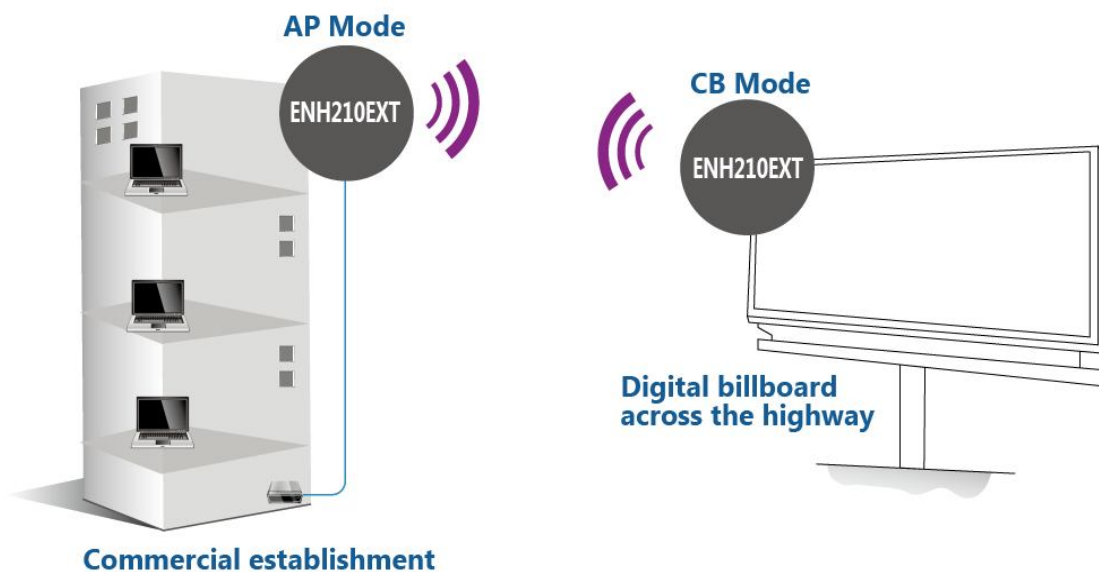 AP Mode
ENH210EXT
CB Mode
ENH210EXT
Digital billboard
across the highway
Commercial establishment